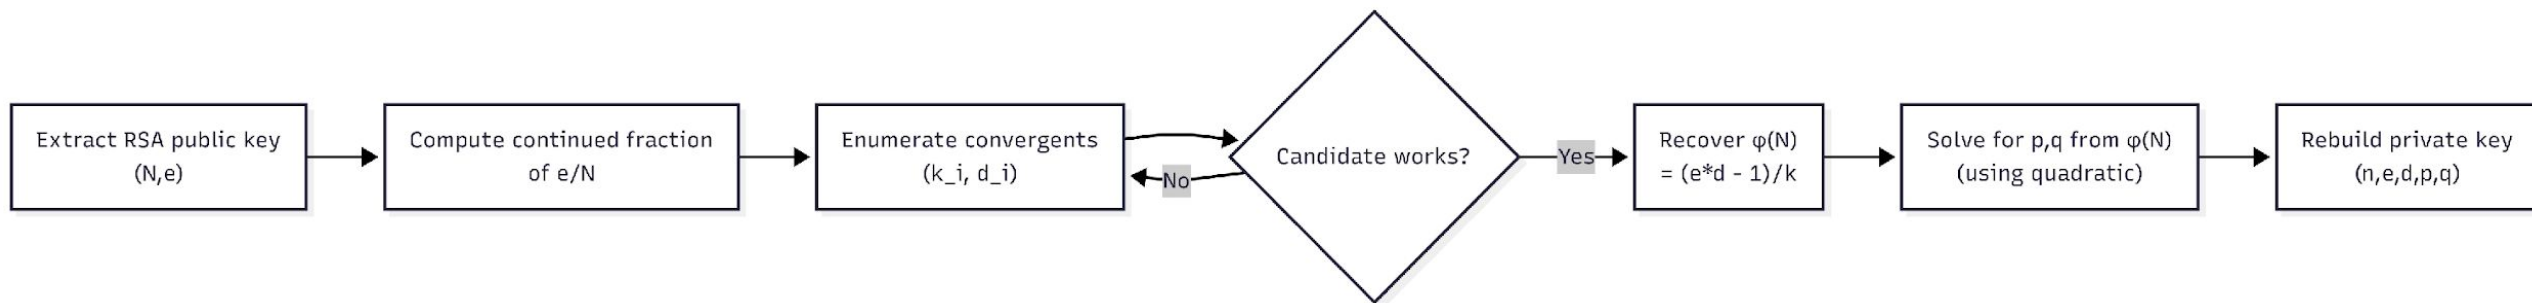 Extract RSA public key
(N,e)
Compute continued fraction
of e/N
Enumerate convergents
(k_i, d_i)
No
Candidate works?
Yes
Recover φ(N)
= (e*d - 1)/k
Solve for p,q from φ(N)
(using quadratic)
Rebuild private key
(n,e,d,p,q)